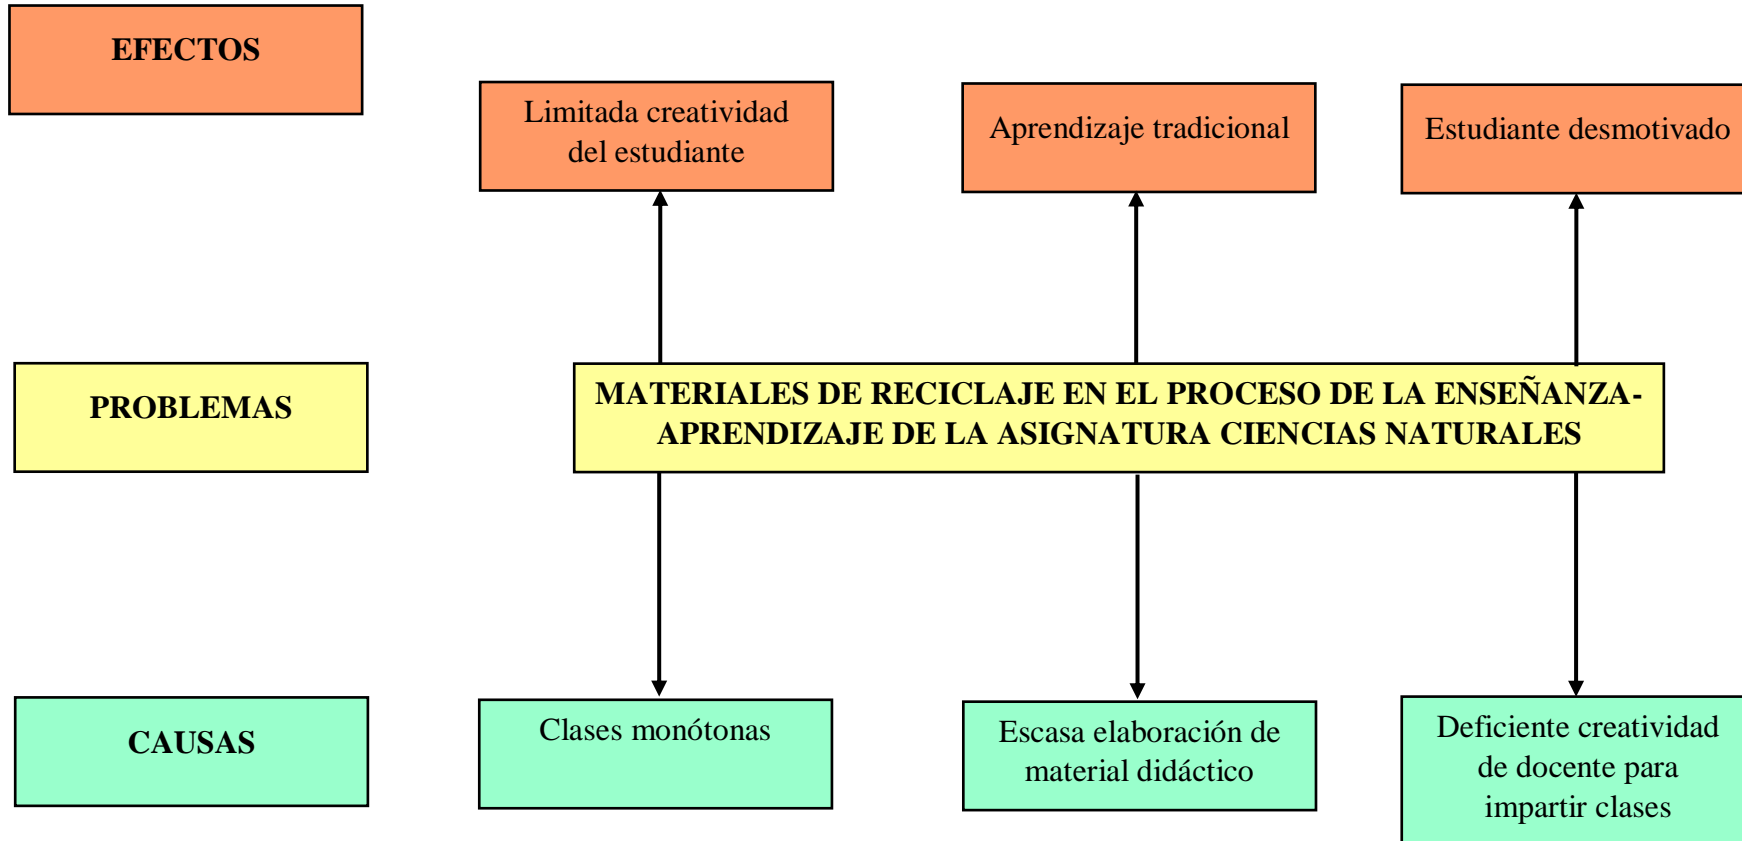 EFECTOS
Limitada creatividad
del estudiante
Aprendizaje tradicional
Estudiante desmotivado
PROBLEMAS
MATERIALES DE RECICLAJE EN EL PROCESO DE LA ENSEÑANZA-
APRENDIZAJE DE LA ASIGNATURA CIENCIAS NATURALES
CAUSAS
Clases monótonas
Escasa elaboración de
material didáctico
Deficiente creatividad
de docente para
impartir clases